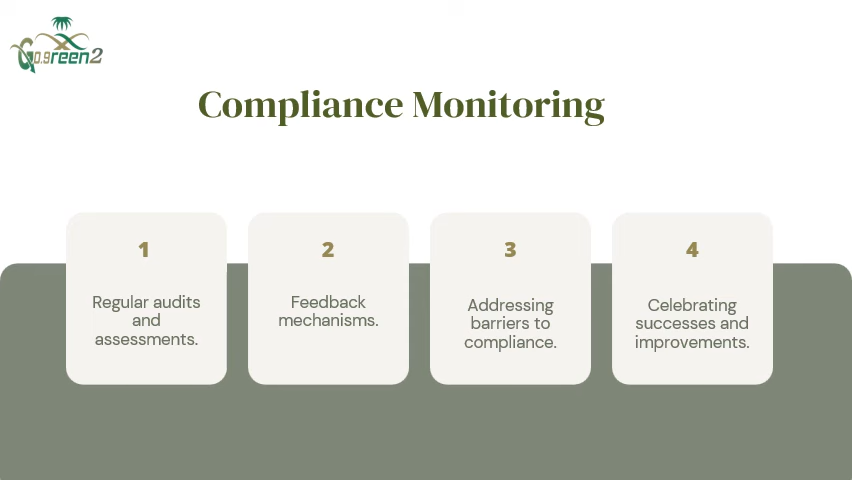 Go.green2
Compliance Monitoring
1
Regular audits
and
assessments.
2
Feedback
mechanisms.
3
Addressing
barriers to
compliance.
4
Celebrating
successes and
improvements.